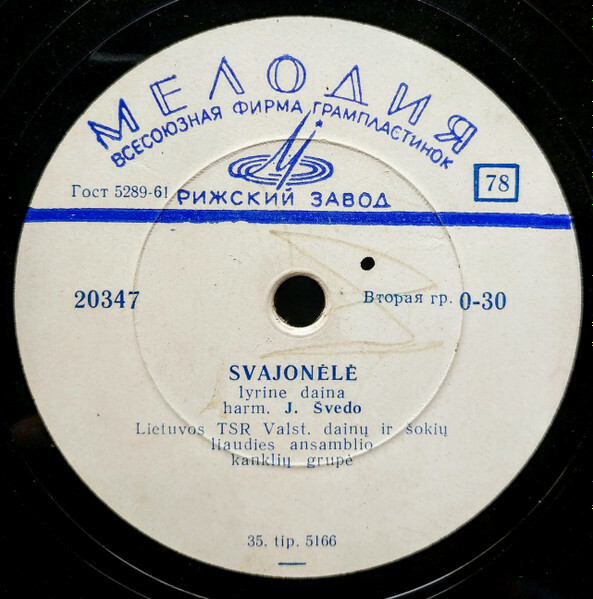 МЕЛОДИЯ
ВСЕСОЮЗНАЯ ФИРМА ГРАМПЛАСТИНОК
Гост 5289-61
РИЖСКИЙ ЗАВОД
78
20347
Вторая гр. 0-30
SVAJONĖLĖ
lyrine daina
harm. J. Švedo
Lietuvos TSR Valst. dainų ir šokių
liaudies ansamblio
kanklių grupė
35. tip. 5166